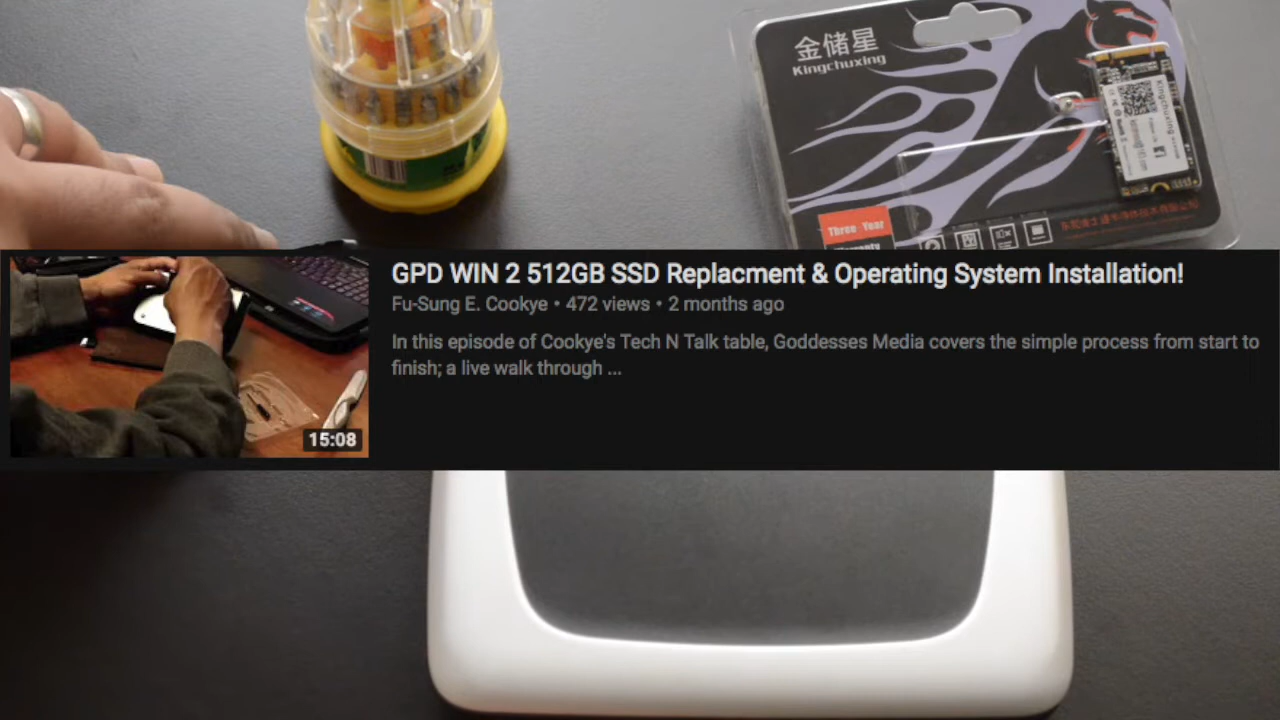 金储星
Kingchuxing
Kingchuxing
Three Year
Warranty
GPD WIN 2 512GB SSD Replacment & Operating System Installation!
Fu-Sung E. Cookye • 472 views • 2 months ago
In this episode of Cookye's Tech N Talk table, Goddesses Media covers the simple process from start to
finish; a live walk through ...
15:08